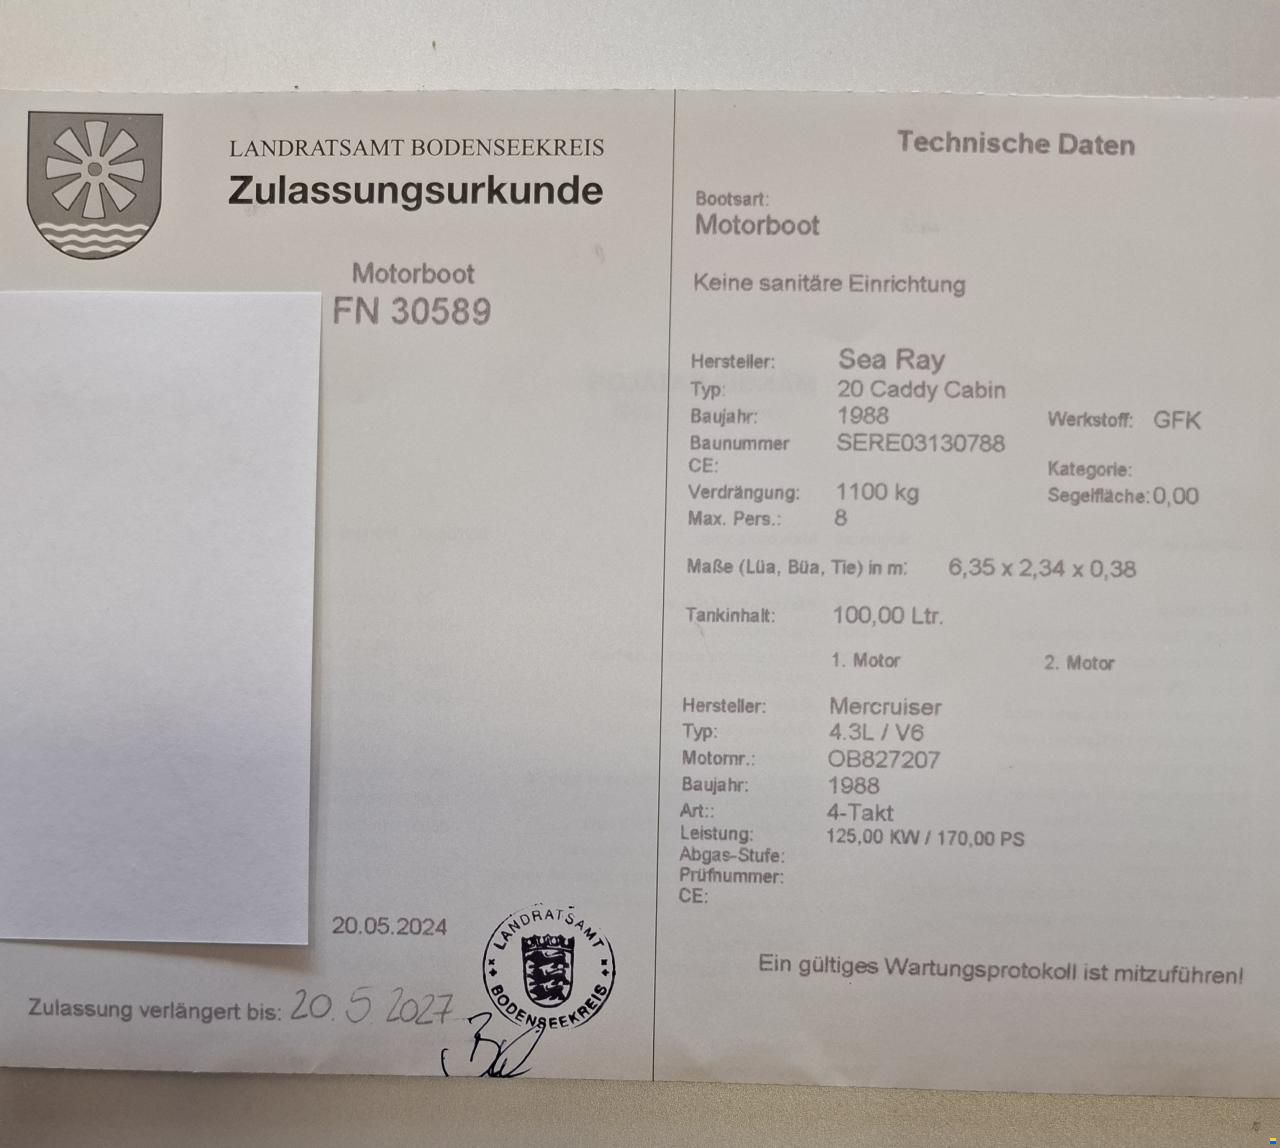 LANDRATSAMT BODENSEEKREIS
Zulassungsurkunde
Motorboot
FN 30589
20.05.2024
LANDRATSAMT
BODENSEEKREIS
Zulassung verlängert bis: 20.5 2027
Technische Daten
Bootsart:
Motorboot
Keine sanitäre Einrichtung
Hersteller: Sea Ray
Typ: 20 Caddy Cabin
Baujahr: 1988 Werkstoff: GFK
Baunummer SERE03130788
CE: Kategorie:
Verdrängung: 1100 kg Segelfläche: 0,00
Max. Pers.: 8
Maße (Lüa, Büa, Tie) in m: 6,35 x 2,34 x 0,38
Tankinhalt: 100,00 Ltr.
1. Motor 2. Motor
Hersteller: Mercruiser
Typ: 4.3L / V6
Motornr.: OB827207
Baujahr: 1988
Art:: 4-Takt
Leistung: 125,00 KW / 170,00 PS
Abgas-Stufe:
Prüfnummer:
CE:
Ein gültiges Wartungsprotokoll ist mitzuführen!